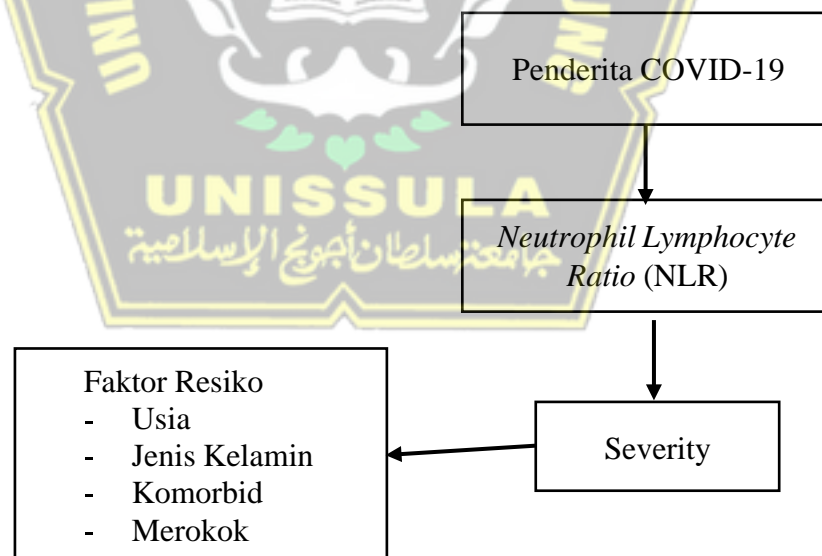 Penderita COVID-19
UNISSULA
جامعة سلطان أجونج الإسلامية
Neutrophil Lymphocyte
Ratio (NLR)
Faktor Resiko
- Usia
- Jenis Kelamin
- Komorbid
- Merokok
Severity